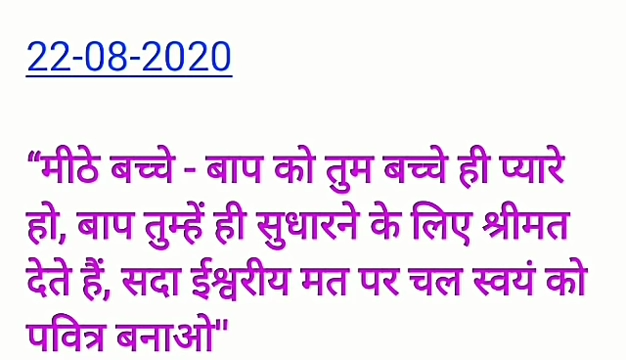 22-08-2020
“मीठे बच्चे - बाप को तुम बच्चे ही प्यारे
हो, बाप तुम्हें ही सुधारने के लिए श्रीमत
देते हैं, सदा ईश्वरीय मत पर चल स्वयं को
पवित्र बनाओ"